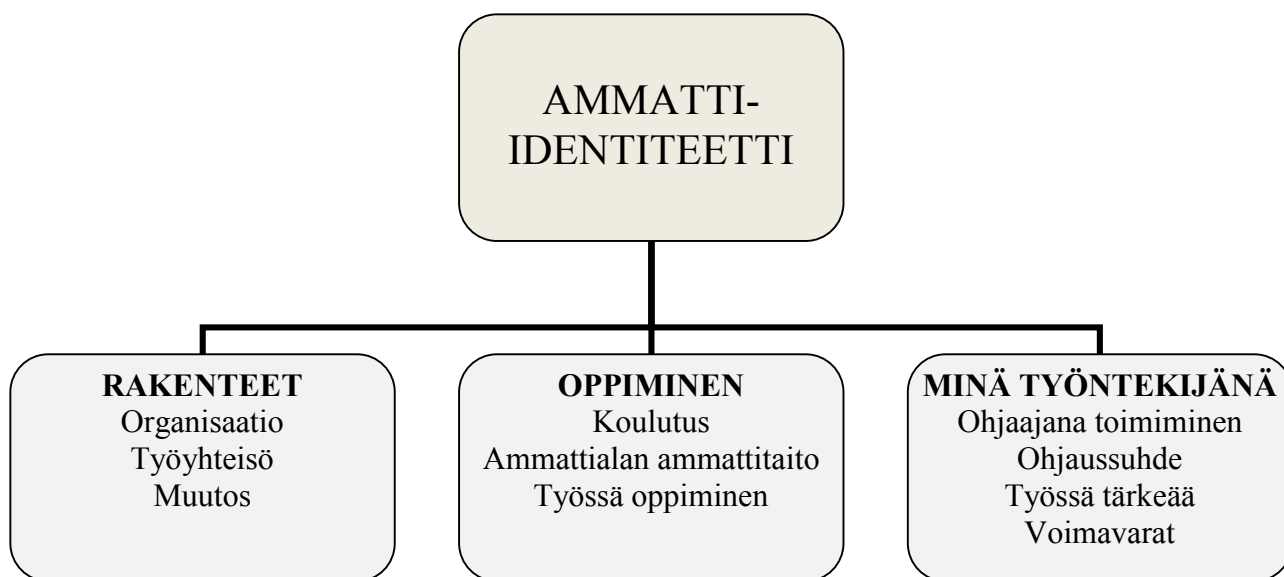 AMMATTI-
IDENTITEETTI
RAKENTEET
Organisaatio
Työyhteisö
Muutos
OPPIMINEN
Koulutus
Ammattialan ammattitaito
Työssä oppiminen
MINÄ TYÖNTEKIJÄNÄ
Ohjaajana toimiminen
Ohjaussuhde
Työssä tärkeää
Voimavarat